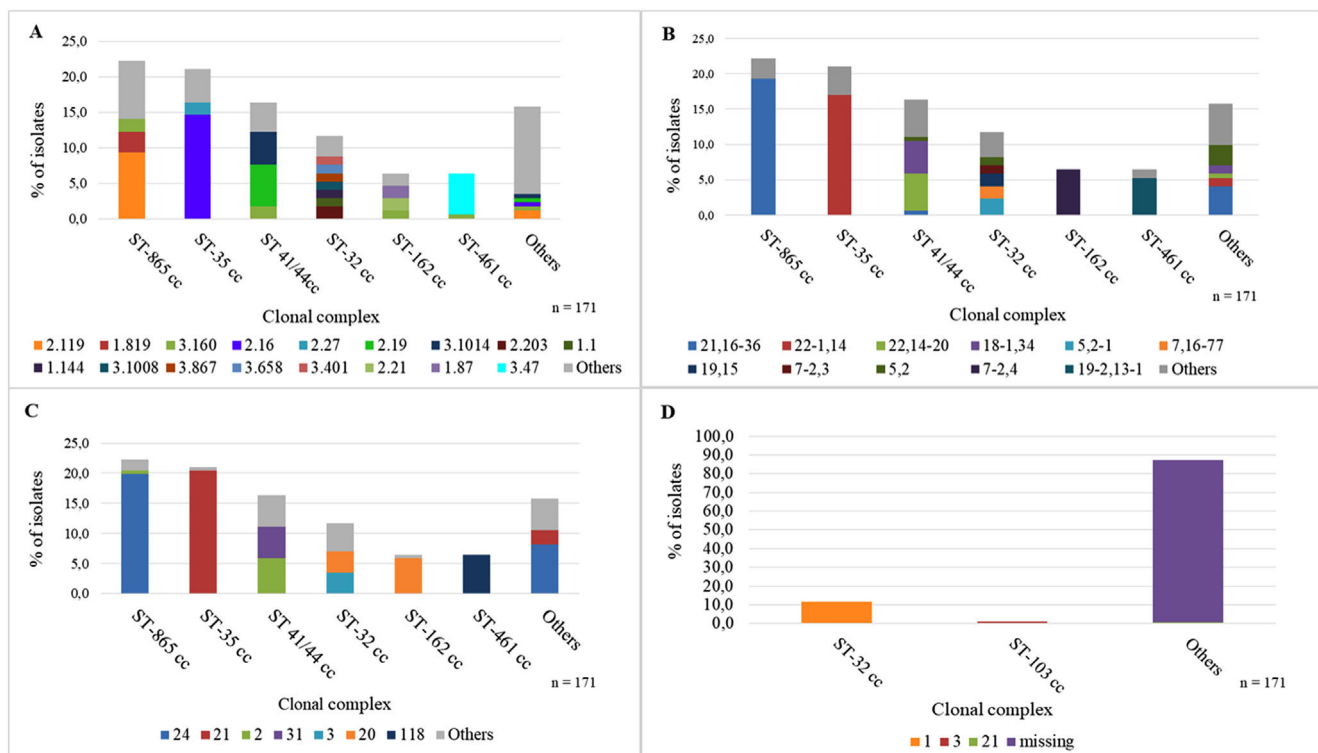 A
25,0
20,0
15,0
10,0
5,0
0,0
% of isolates
ST-865 cc
ST-35 cc
ST 41/44cc
ST-32 cc
ST-162 cc
ST-461 cc
Others
Clonal complex
n = 171
2.119 1.819 3.160 2.16 2.27 2.19 3.1014 2.203 1.1
1.144 3.1008 3.867 3.658 3.401 2.21 1.87 3.47 Others
B
25,0
20,0
15,0
10,0
5,0
0,0
% of isolates
ST-865 cc
ST-35 cc
ST 41/44 cc
ST-32 cc
ST-162 cc
ST-461 cc
Others
Clonal complex
n = 171
21,16-36 22-1,14 22,14-20 18-1,34 5,2-1 7,16-77
19,15 7-2,3 5,2 7-2,4 19-2,13-1 Others
C
25,0
20,0
15,0
10,0
5,0
0,0
% of isolates
ST-865 cc
ST-35 cc
ST 41/44 cc
ST-32 cc
ST-162 cc
ST-461 cc
Others
Clonal complex
n = 171
24 21 2 31 3 20 118 Others
D
100,0
90,0
80,0
70,0
60,0
50,0
40,0
30,0
20,0
10,0
0,0
% of isolates
ST-32 cc
ST-103 cc
Others
Clonal complex
n = 171
1 3 21 missing